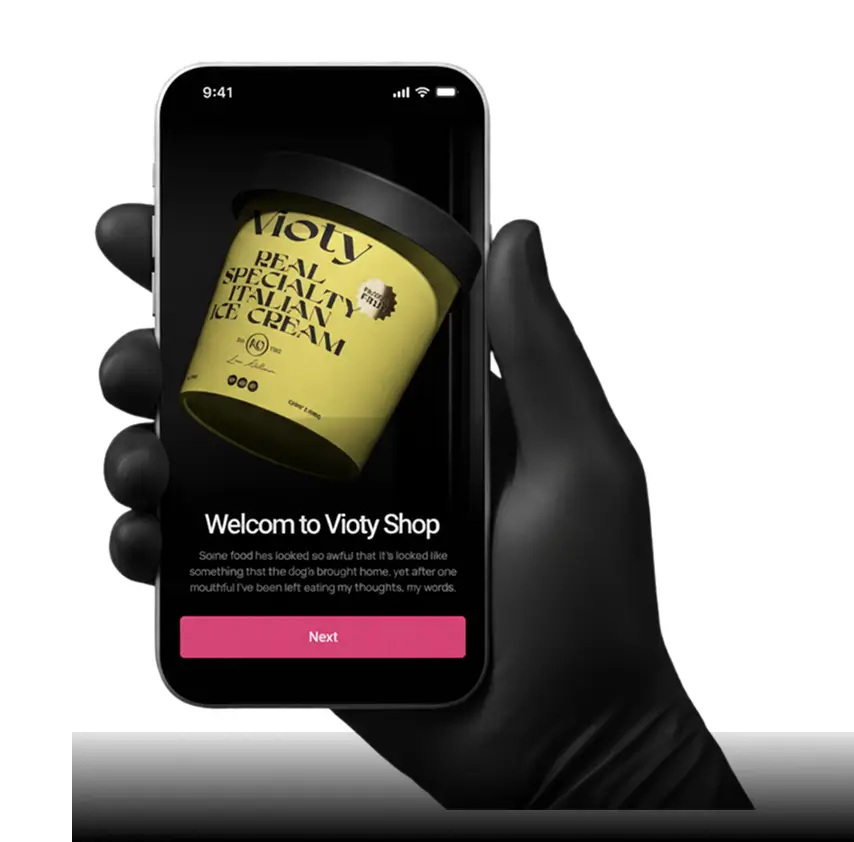 9:41
Vioty
REAL
SPECIALTY
ITALIAN
ICE CREAM
Welcom to Vioty Shop
Some food hes looked so awful that it's looked like
something thst the dog's brought home, yet after one
mouthful I've been left eating my thoughts, my words.
Next